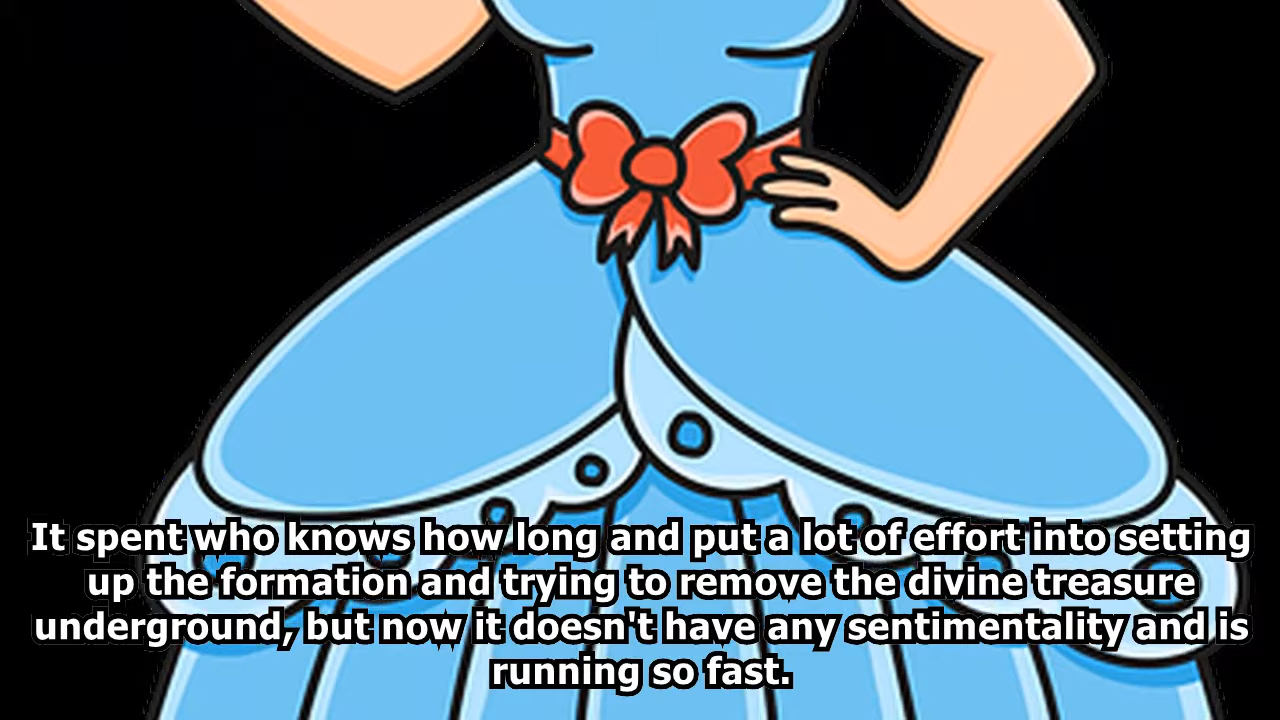 It spent who knows how long and put a lot of effort into setting
up the formation and trying to remove the divine treasure
underground, but now it doesn't have any sentimentality and is
running so fast.